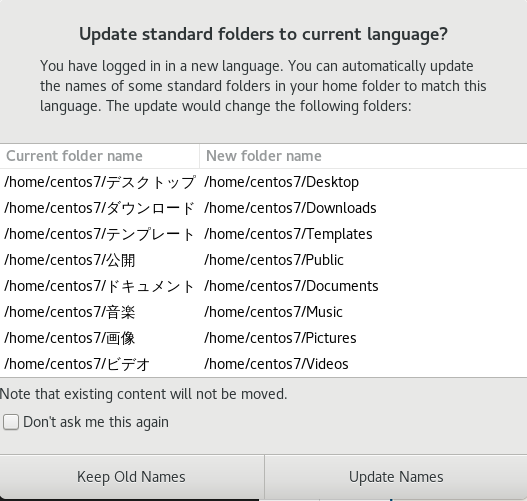 Update standard folders to current language?
You have logged in in a new language. You can automatically update
the names of some standard folders in your home folder to match this
language. The update would change the following folders:
Current folder name New folder name
/home/centos7/デスクトップ /home/centos7/Desktop
/home/centos7/ダウンロード /home/centos7/Downloads
/home/centos7/テンプレート /home/centos7/Templates
/home/centos7/公開 /home/centos7/Public
/home/centos7/ドキュメント /home/centos7/Documents
/home/centos7/音楽 /home/centos7/Music
/home/centos7/画像 /home/centos7/Pictures
/home/centos7/ビデオ /home/centos7/Videos
Note that existing content will not be moved.
Don't ask me this again
Keep Old Names Update Names